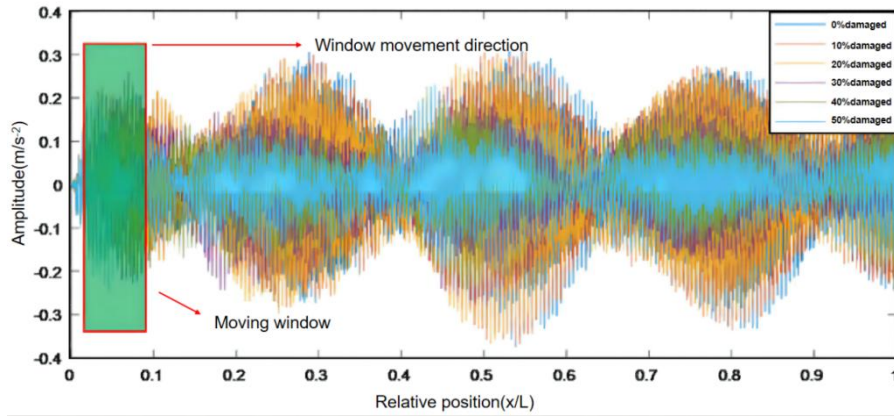 0.4
0.3
0.2
0.1
0
-0.1
-0.2
-0.3
-0.4
Amplitude(m/s⁻²)
Window movement direction
Moving window
0%damaged
10%damaged
20%damaged
30%damaged
40%damaged
50%damaged
0 0.1 0.2 0.3 0.4 0.5 0.6 0.7 0.8 0.9 1
Relative position(x/L)